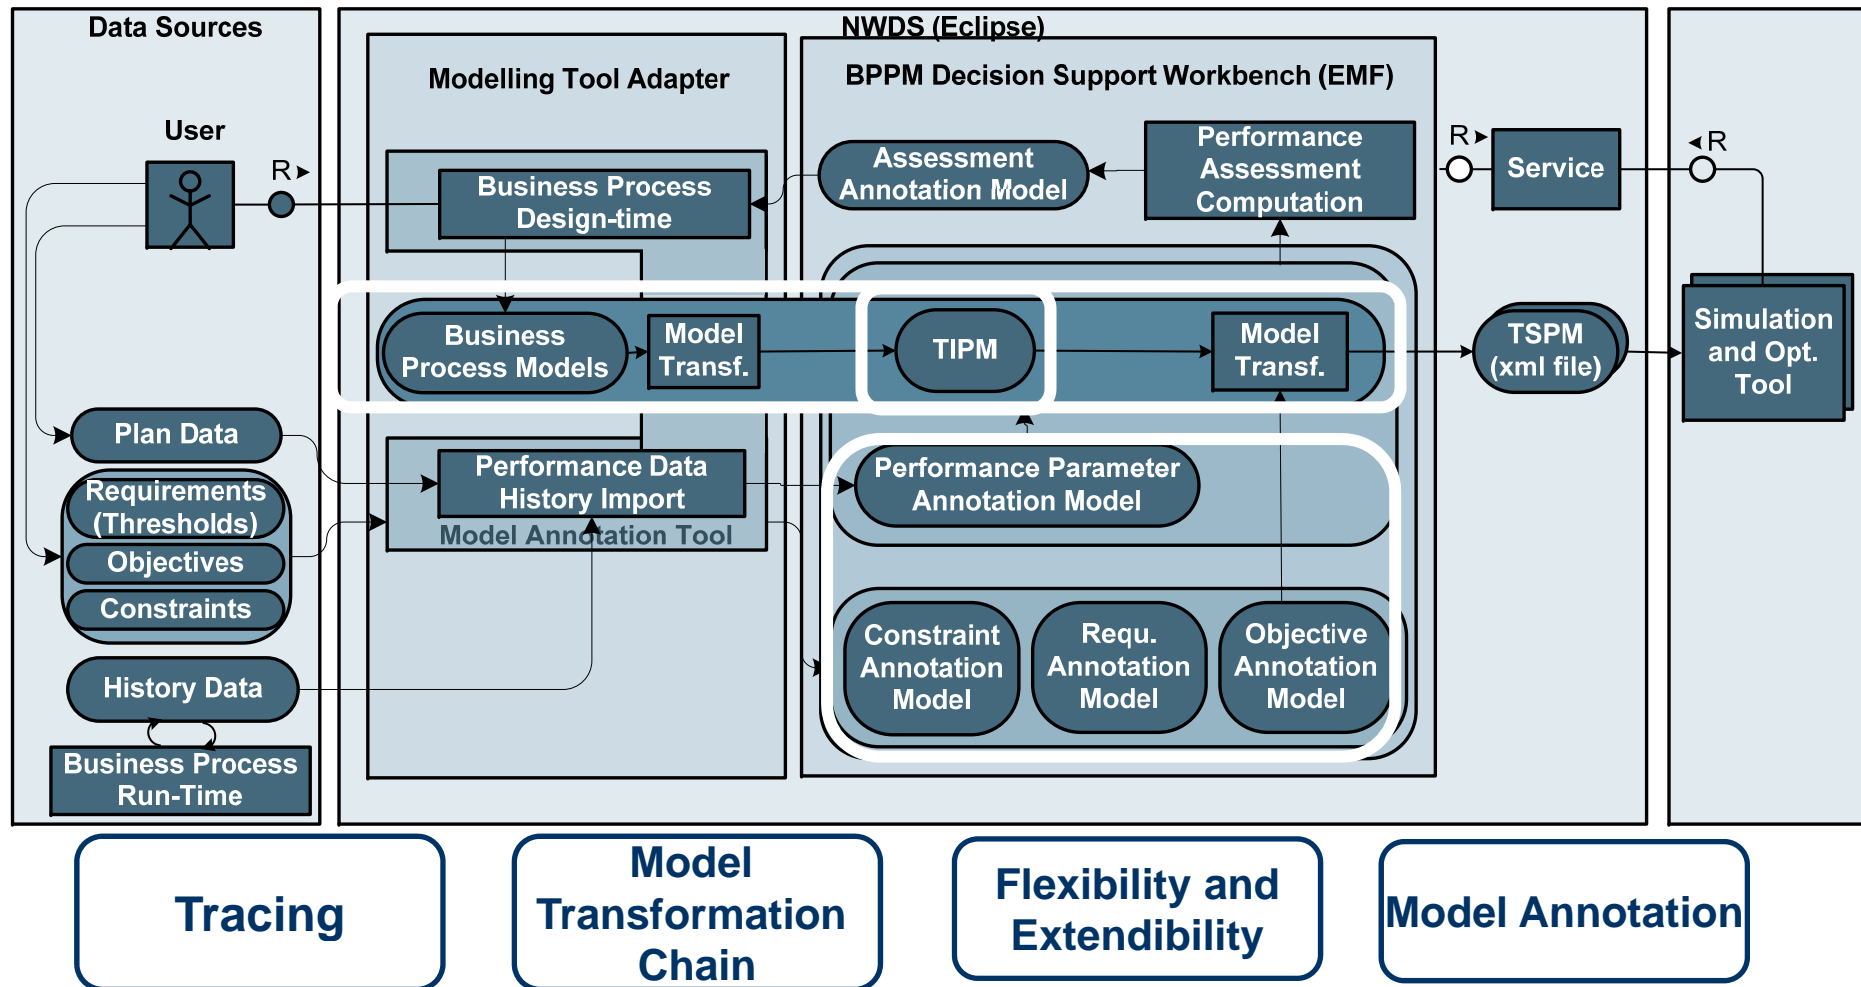 Data Sources
NWDS (Eclipse)
Modelling Tool Adapter
BPPM Decision Support Workbench (EMF)
User
R
Business Process
Design-time
Assessment
Annotation Model
Performance
Assessment
Computation
R
Service
R
Business
Process Models
Model
Transf.
TIPM
Model
Transf.
TSPM
(xml file)
Simulation
and Opt.
Tool
Plan Data
Requirements
(Thresholds)
Objectives
Constraints
Performance Data
History Import
Model Annotation Tool
Performance Parameter
Annotation Model
Constraint
Annotation
Model
Requ.
Annotation
Model
Objective
Annotation
Model
History Data
Business Process
Run-Time
Tracing
Model
Transformation
Chain
Flexibility and
Extendibility
Model Annotation